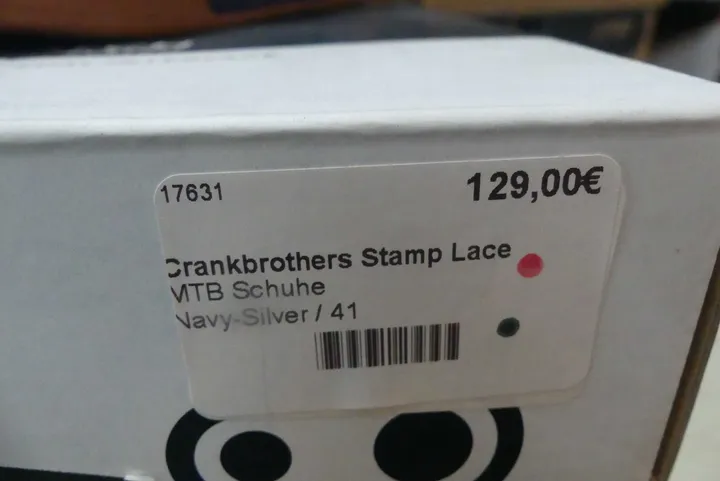 17631
129,00€
Crankbrothers Stamp Lace
MTB Schuhe
Navy-Silver / 41